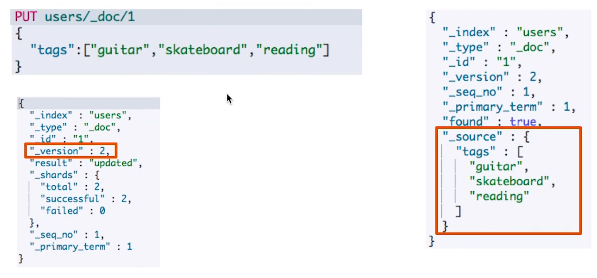 PUT users/_doc/1
{
  "tags":["guitar","skateboard","reading"]
}
{
  "_index" : "users",
  "_type" : "_doc",
  "_id" : "1",
  "_version" : 2,
  "result" : "updated",
  "_shards" : {
    "total" : 2,
    "successful" : 2,
    "failed" : 0
  },
  "_seq_no" : 1,
  "_primary_term" : 1
}
{
  "_index" : "users",
  "_type" : "_doc",
  "_id" : "1",
  "_version" : 2,
  "_seq_no" : 1,
  "_primary_term" : 1,
  "found" : true,
  "_source" : {
    "tags" : [
      "guitar",
      "skateboard",
      "reading"
    ]
  }
}